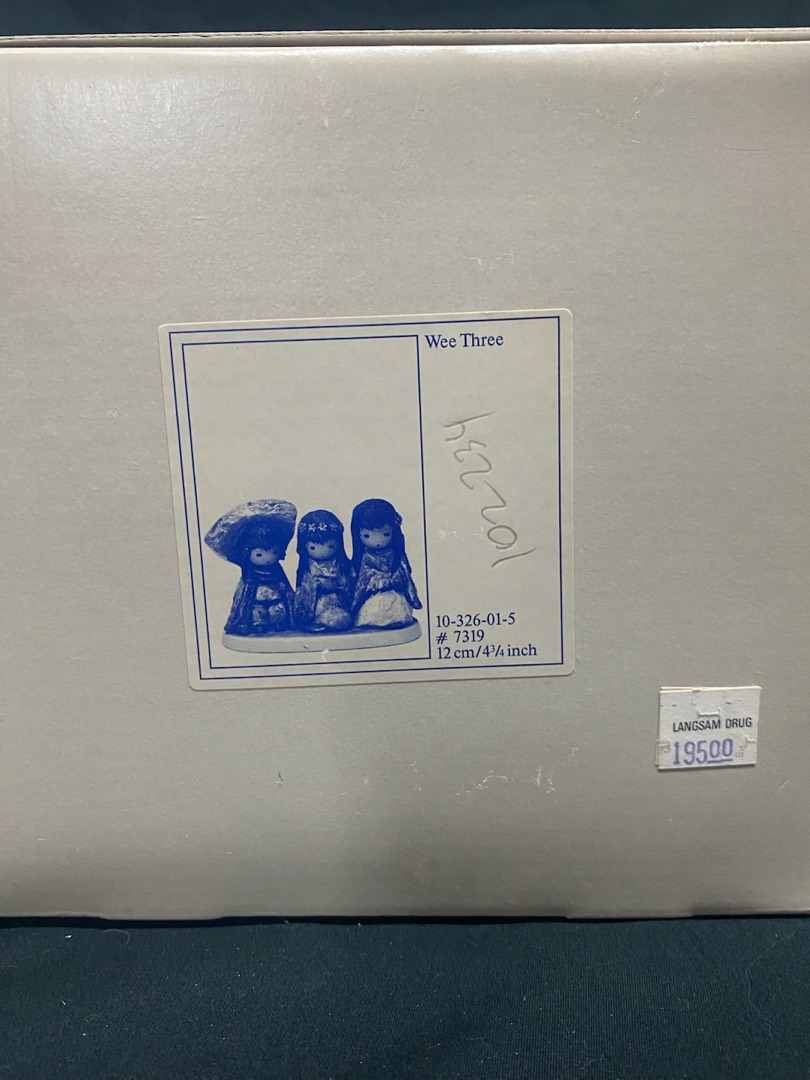 Wee Three
10-326-01-5
# 7319
12 cm/4¾ inch
LANGSAM DRUG
19500